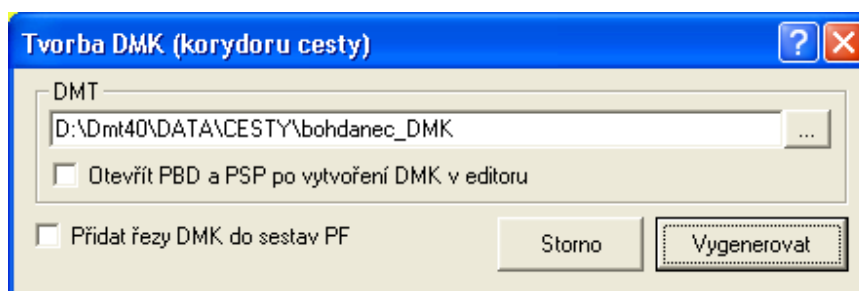 Tvorba DMK (korydoru cesty)
DMT
D:\Dmt40\DATA\CESTY\bohdanec_DMK
...
Otevřít PBD a PSP po vytvoření DMK v editoru
Přidat řezy DMK do sestav PF
Storno
Vygenerovat